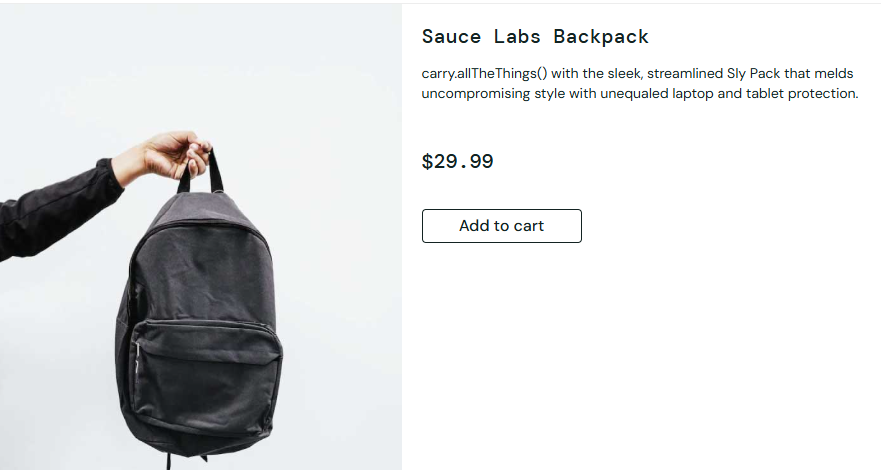 Sauce Labs Backpack
carry.allTheThings() with the sleek, streamlined Sly Pack that melds
uncompromising style with unequaled laptop and tablet protection.
$29.99
Add to cart